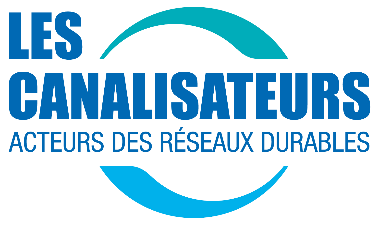 LES
CANALISATEURS
ACTEURS DES RÉSEAUX DURABLES